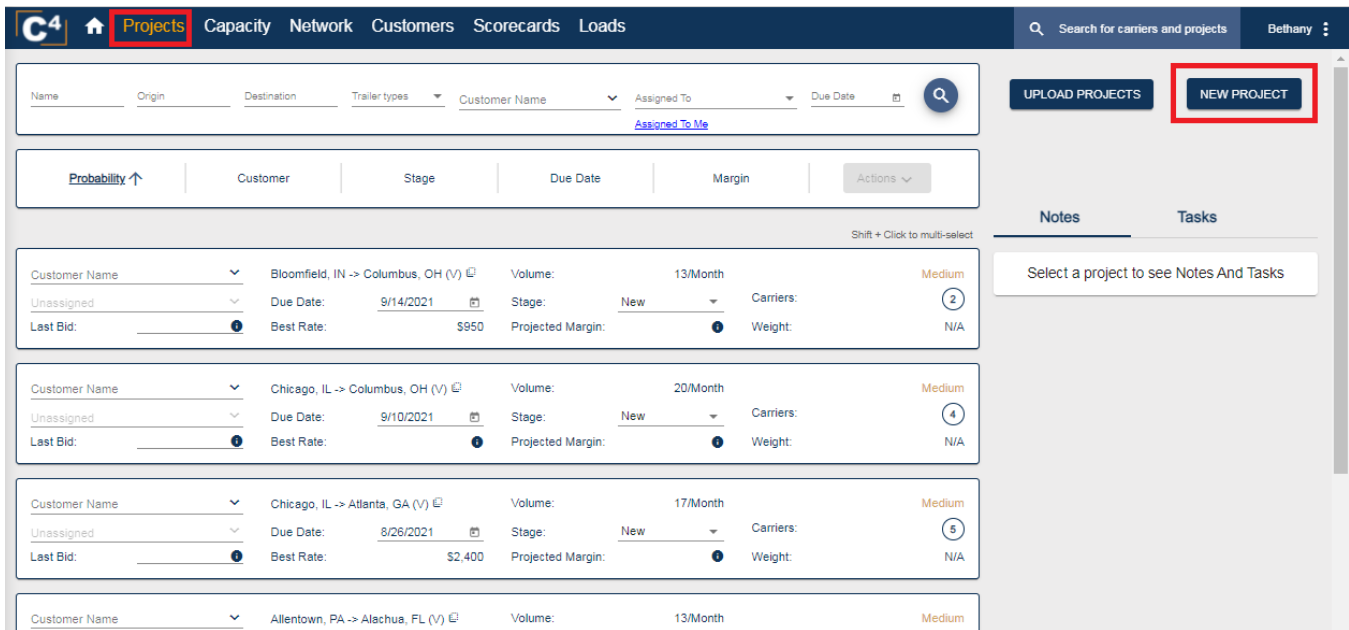 C4 Projects Capacity Network Customers Scorecards Loads Search for carriers and projects Bethany
Name Origin Destination Trailer types Customer Name Assigned To Due Date
Assigned To Me
UPLOAD PROJECTS NEW PROJECT
Probability Customer Stage Due Date Margin Actions
Shift + Click to multi-select
Notes Tasks
Select a project to see Notes And Tasks
Customer Name Bloomfield, IN -> Columbus, OH (V) Volume: 13/Month Medium
Unassigned Due Date: 9/14/2021 Stage: New Carriers: 2
Last Bid: Best Rate: $950 Projected Margin: Weight: N/A
Customer Name Chicago, IL -> Columbus, OH (V) Volume: 20/Month Medium
Unassigned Due Date: 9/10/2021 Stage: New Carriers: 4
Last Bid: Best Rate: Projected Margin: Weight: N/A
Customer Name Chicago, IL -> Atlanta, GA (V) Volume: 17/Month Medium
Unassigned Due Date: 8/26/2021 Stage: New Carriers: 5
Last Bid: Best Rate: $2,400 Projected Margin: Weight: N/A
Customer Name Allentown, PA -> Alachua, FL (V) Volume: 13/Month Medium